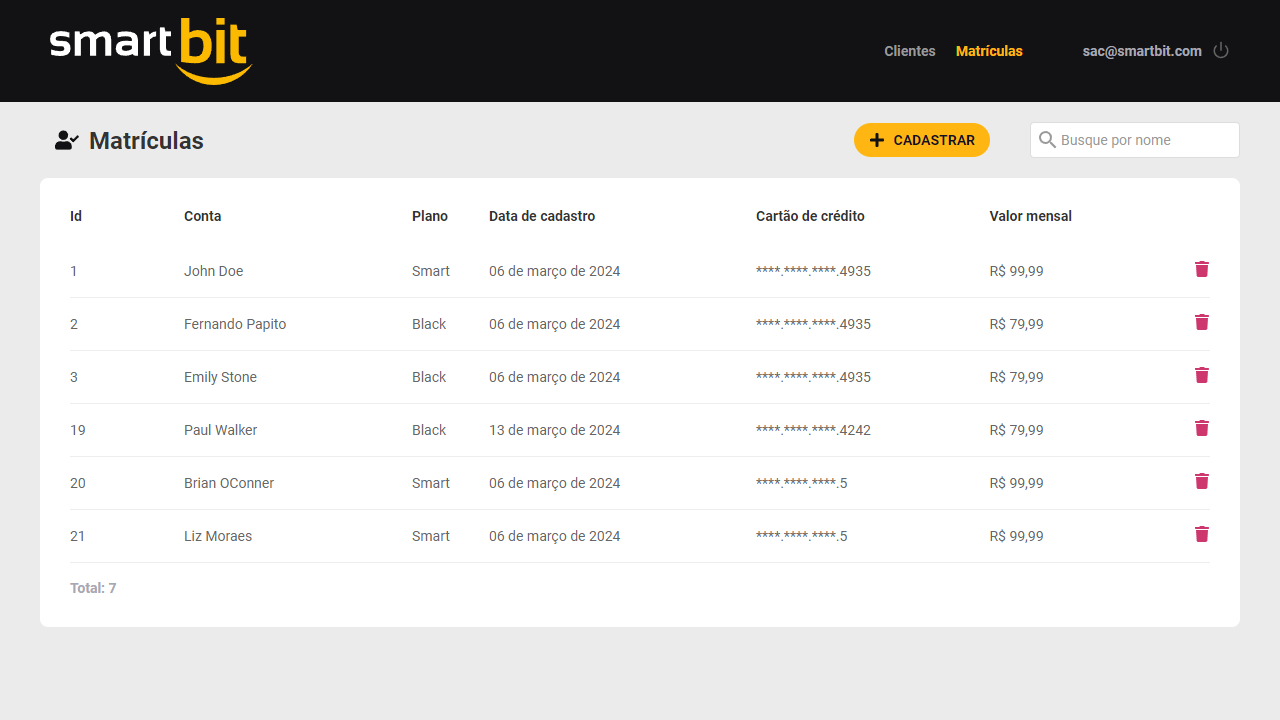 smartbit
Clientes Matrículas sac@smartbit.com
Matrículas CADASTRAR Busque por nome
Id Conta Plano Data de cadastro Cartão de crédito Valor mensal
1 John Doe Smart 06 de março de 2024 ****.****.****.4935 R$ 99,99
2 Fernando Papito Black 06 de março de 2024 ****.****.****.4935 R$ 79,99
3 Emily Stone Black 06 de março de 2024 ****.****.****.4935 R$ 79,99
19 Paul Walker Black 13 de março de 2024 ****.****.****.4242 R$ 79,99
20 Brian OConner Smart 06 de março de 2024 ****.****.****.5 R$ 99,99
21 Liz Moraes Smart 06 de março de 2024 ****.****.****.5 R$ 99,99
Total: 7